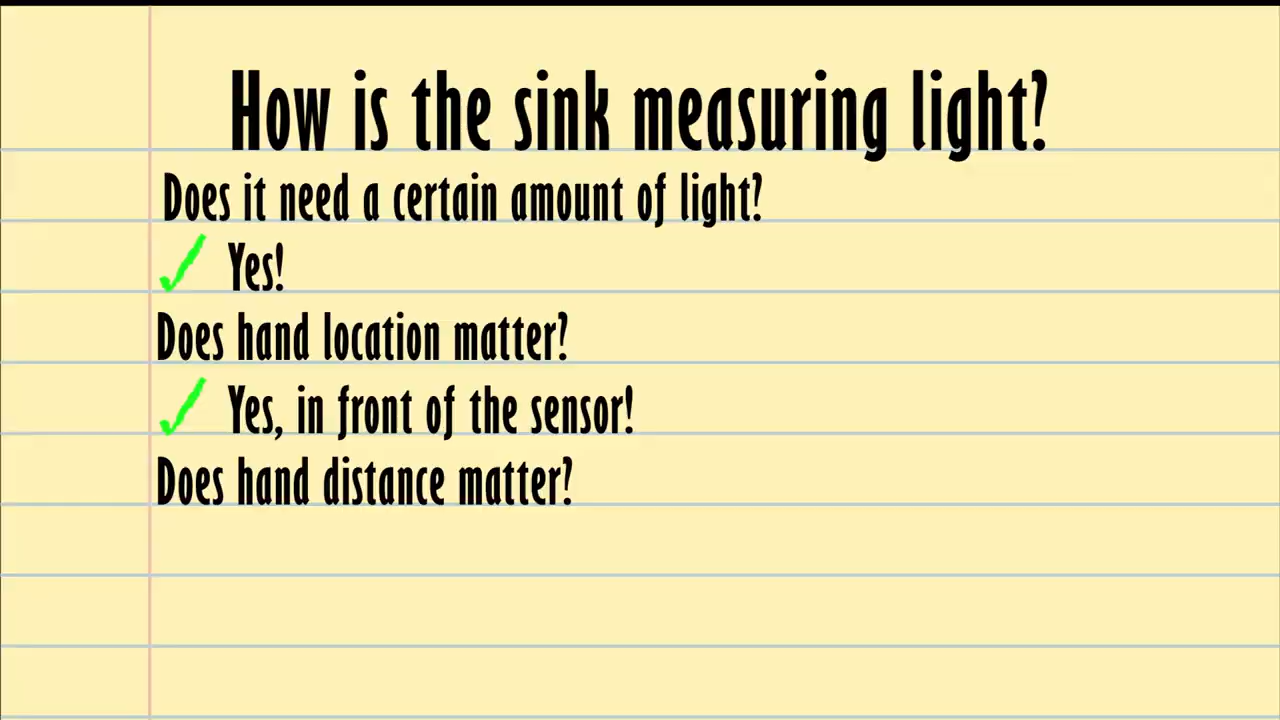 How is the sink measuring light?
Does it need a certain amount of light?
Yes!
Does hand location matter?
Yes, in front of the sensor!
Does hand distance matter?